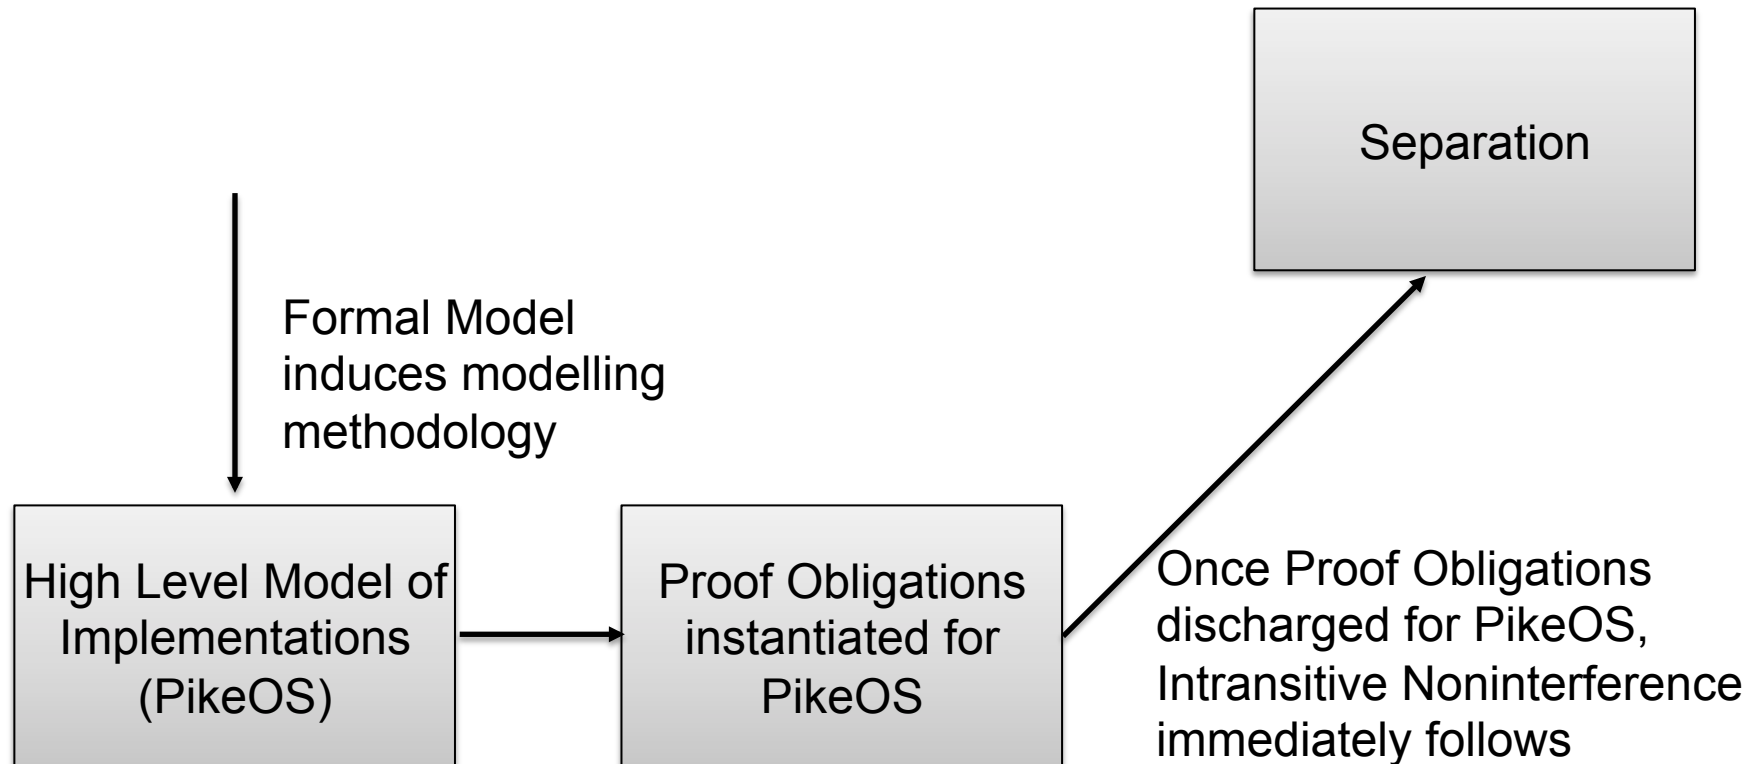 Separation
Formal Model
induces modelling
methodology
High Level Model of
Implementations
(PikeOS)
Proof Obligations
instantiated for
PikeOS
Once Proof Obligations
discharged for PikeOS,
Intransitive Noninterference
immediately follows